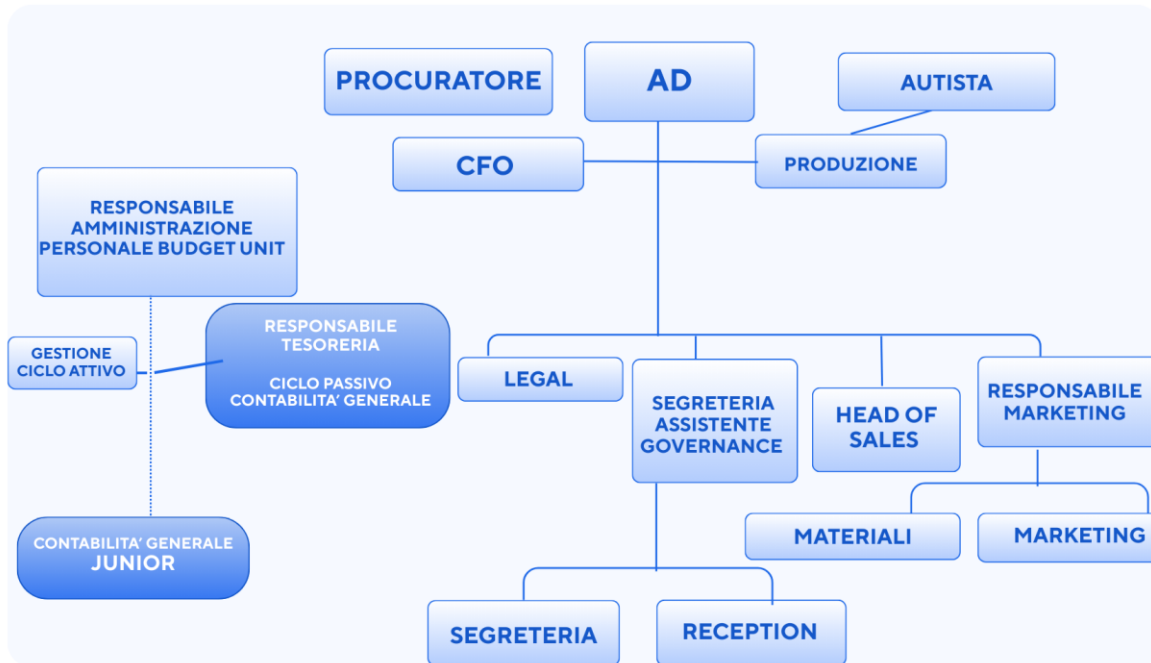 PROCURATORE
AD
AUTISTA
CFO
PRODUZIONE
RESPONSABILE
AMMINISTRAZIONE
PERSONALE BUDGET UNIT
GESTIONE
CICLO ATTIVO
RESPONSABILE
TESORERIA
CICLO PASSIVO
CONTABILITA’ GENERALE
LEGAL
SEGRETERIA
ASSISTENTE
GOVERNANCE
HEAD OF
SALES
RESPONSABILE
MARKETING
MATERIALI
MARKETING
CONTABILITA’ GENERALE
JUNIOR
SEGRETERIA
RECEPTION